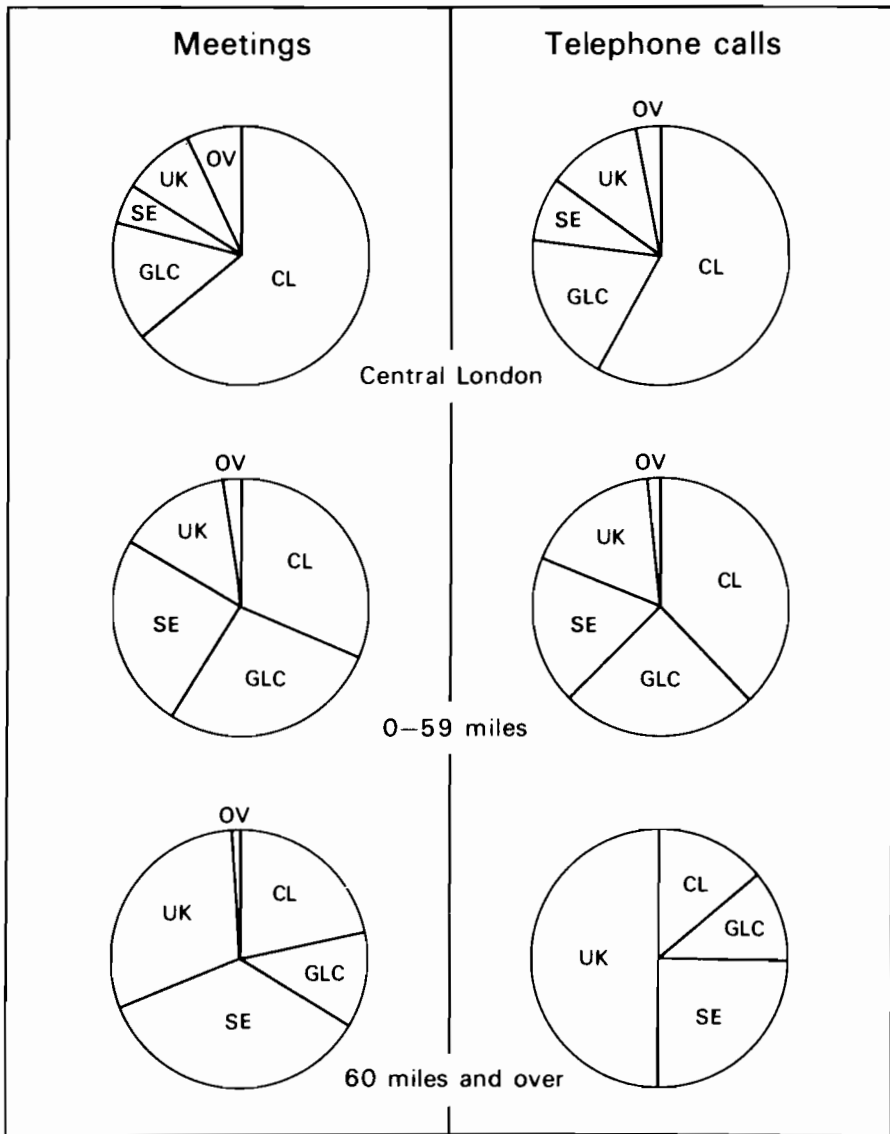 Meetings
Telephone calls
OV
UK
SE
GLC
CL
OV
UK
SE
GLC
CL
Central London
OV
UK
CL
SE
GLC
OV
UK
CL
SE
GLC
0—59 miles
OV
UK
CL
GLC
SE
CL
GLC
UK
SE
60 miles and over